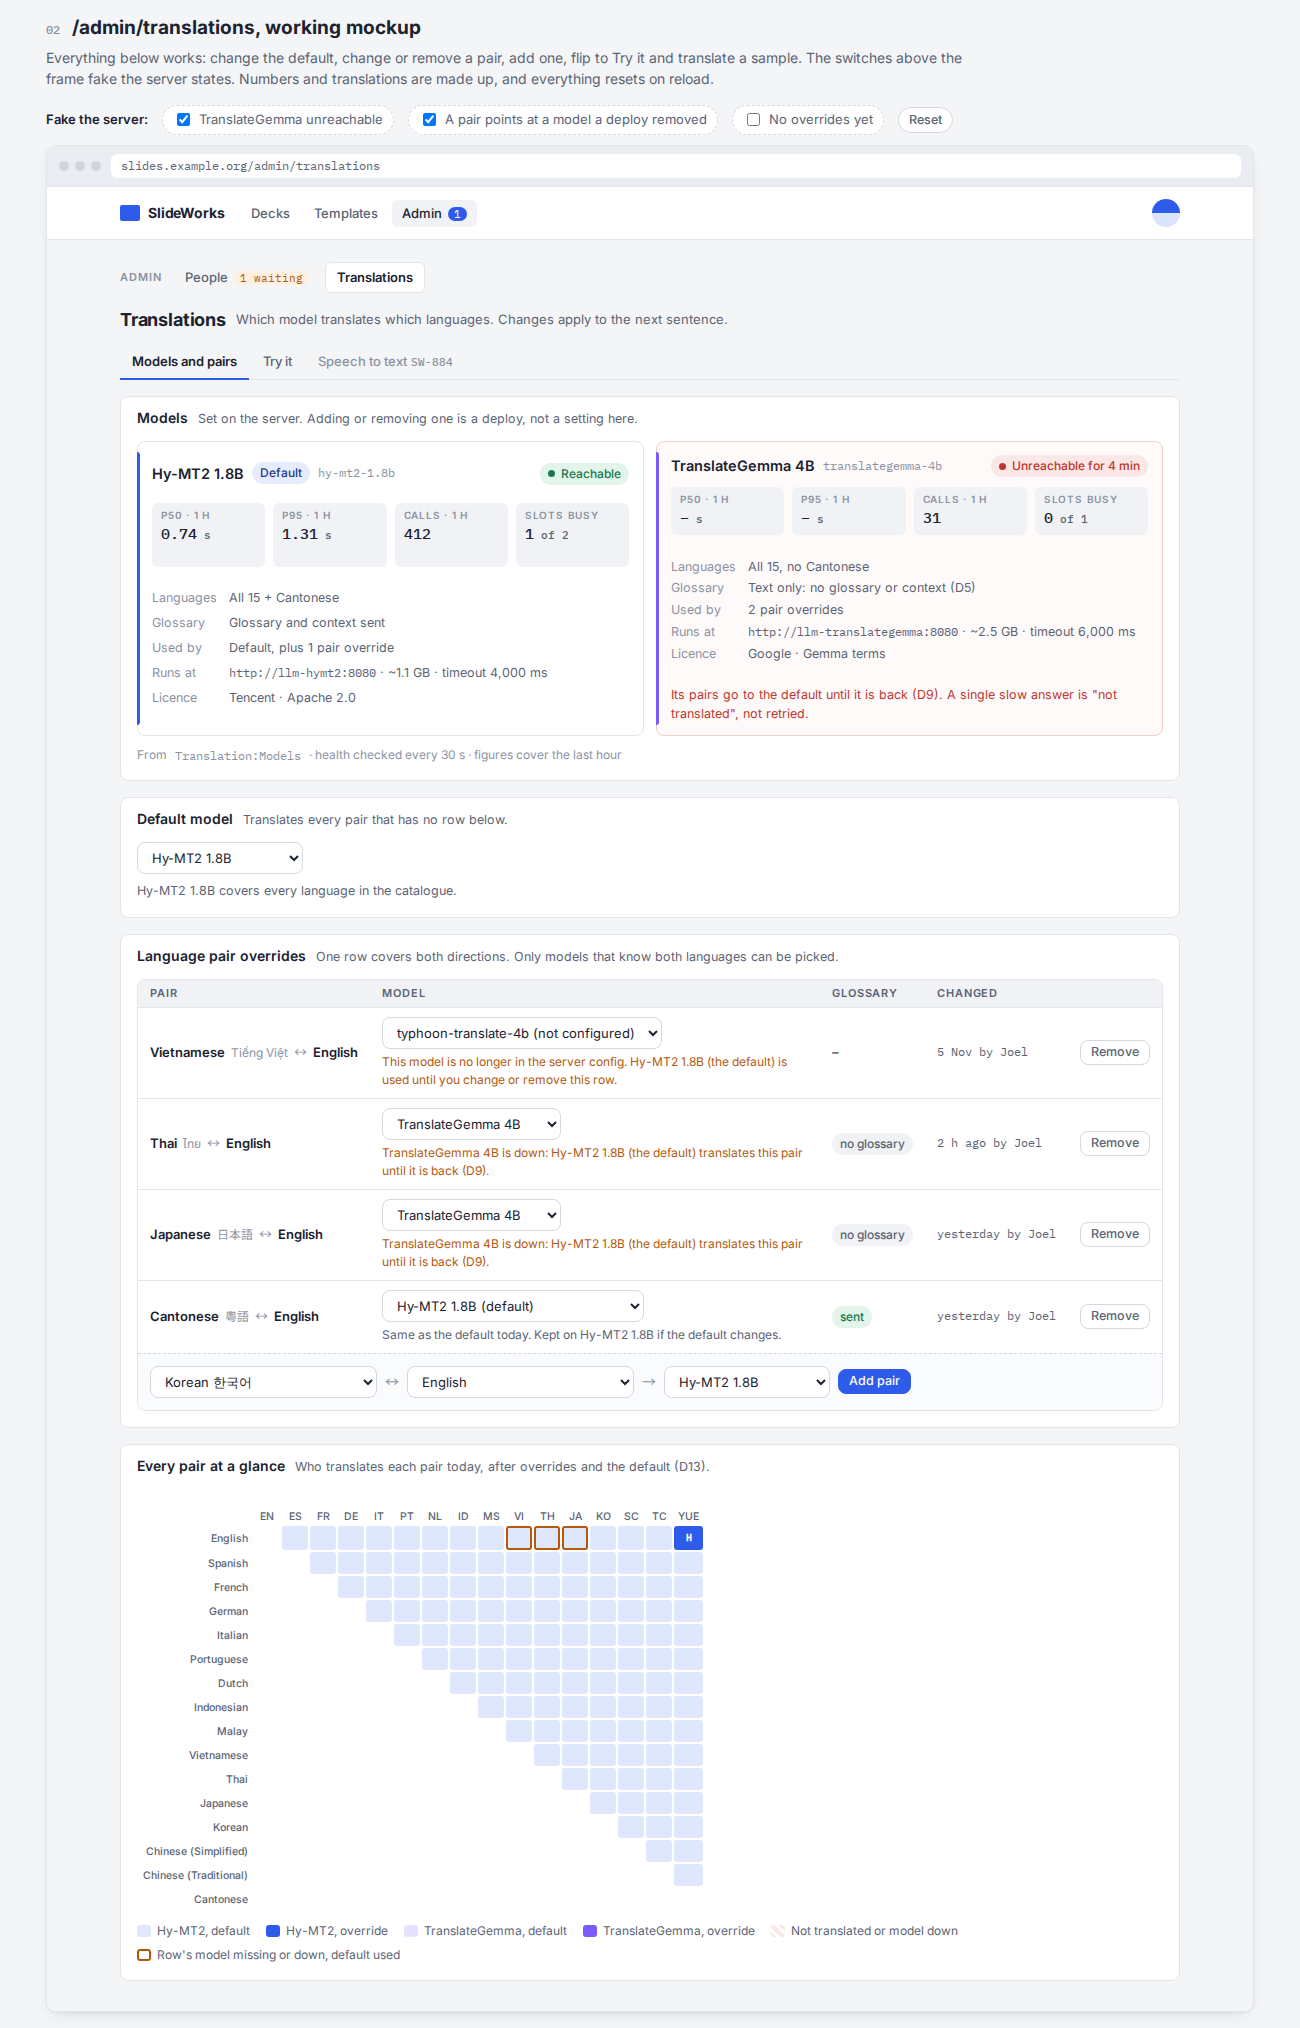 02 /admin/translations, working mockup
Everything below works: change the default, change or remove a pair, add one, flip to Try it and translate a sample. The switches above the
frame fake the server states. Numbers and translations are made up, and everything resets on reload.
Fake the server: TranslateGemma unreachable A pair points at a model a deploy removed No overrides yet Reset
slides.example.org/admin/translations
SlideWorks Decks Templates Admin 1
ADMIN People 1 waiting Translations
Translations Which model translates which languages. Changes apply to the next sentence.
Models and pairs Try it Speech to text SW-884
Models Set on the server. Adding or removing one is a deploy, not a setting here.
Hy-MT2 1.8B Default hy-mt2-1.8b Reachable
P50 · 1 H P95 · 1 H CALLS · 1 H SLOTS BUSY
0.74 s 1.31 s 412 1 of 2
Languages All 15 + Cantonese
Glossary Glossary and context sent
Used by Default, plus 1 pair override
Runs at http://llm-hymt2:8080 · ~1.1 GB · timeout 4,000 ms
Licence Tencent · Apache 2.0
TranslateGemma 4B translategemma-4b Unreachable for 4 min
P50 · 1 H P95 · 1 H CALLS · 1 H SLOTS BUSY
– s – s 31 0 of 1
Languages All 15, no Cantonese
Glossary Text only: no glossary or context (D5)
Used by 2 pair overrides
Runs at http://llm-translategemma:8080 · ~2.5 GB · timeout 6,000 ms
Licence Google · Gemma terms
Its pairs go to the default until it is back (D9). A single slow answer is "not
translated", not retried.
From Translation:Models · health checked every 30 s · figures cover the last hour
Default model Translates every pair that has no row below.
Hy-MT2 1.8B
Hy-MT2 1.8B covers every language in the catalogue.
Language pair overrides One row covers both directions. Only models that know both languages can be picked.
PAIR MODEL GLOSSARY CHANGED
Vietnamese Tiếng Việt ↔ English typhoon-translate-4b (not configured) – 5 Nov by Joel Remove
This model is no longer in the server config. Hy-MT2 1.8B (the default) is
used until you change or remove this row.
Thai ไทย ↔ English TranslateGemma 4B no glossary 2 h ago by Joel Remove
TranslateGemma 4B is down: Hy-MT2 1.8B (the default) translates this pair
until it is back (D9).
Japanese 日本語 ↔ English TranslateGemma 4B no glossary yesterday by Joel Remove
TranslateGemma 4B is down: Hy-MT2 1.8B (the default) translates this pair
until it is back (D9).
Cantonese 粵語 ↔ English Hy-MT2 1.8B (default) sent yesterday by Joel Remove
Same as the default today. Kept on Hy-MT2 1.8B if the default changes.
Korean 한국어 ↔ English → Hy-MT2 1.8B Add pair
Every pair at a glance Who translates each pair today, after overrides and the default (D13).
EN ES FR DE IT PT NL ID MS VI TH JA KO SC TC YUE
English H
Spanish
French
German
Italian
Portuguese
Dutch
Indonesian
Malay
Vietnamese
Thai
Japanese
Korean
Chinese (Simplified)
Chinese (Traditional)
Cantonese
Hy-MT2, default Hy-MT2, override TranslateGemma, default TranslateGemma, override Not translated or model down
Row's model missing or down, default used